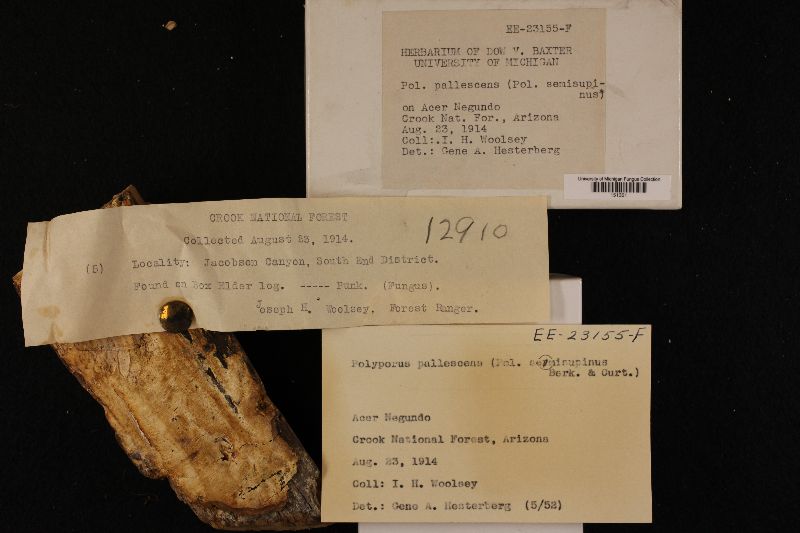 EE-23155-F
HERBARIUM OF DOW V. BAXTER
UNIVERSITY OF MICHIGAN
Pol. pallescens (Pol. semisupi-
nus)
on Acer Negundo
Crook Nat. For., Arizona
Aug. 23, 1914
Coll:.I. H. Woolsey
Det.: Gene A. Hesterberg
University of Michigan Fungus Collection
CROOK NATIONAL FOREST
Collected August 23, 1914.
12910
(5) Locality: Jacobson Canyon, South End District.
Found on Box Elder log. ----- Punk. (Fungus).
Joseph H. Woolsey, Forest Ranger.
EE-23155-F
Polyporus pallescens (Pol. semisupinus
Berk. & Curt.)
Acer Negundo
Crook National Forest, Arizona
Aug. 23, 1914
Coll: I. H. Woolsey
Det.: Gene A. Hesterberg (5/52)